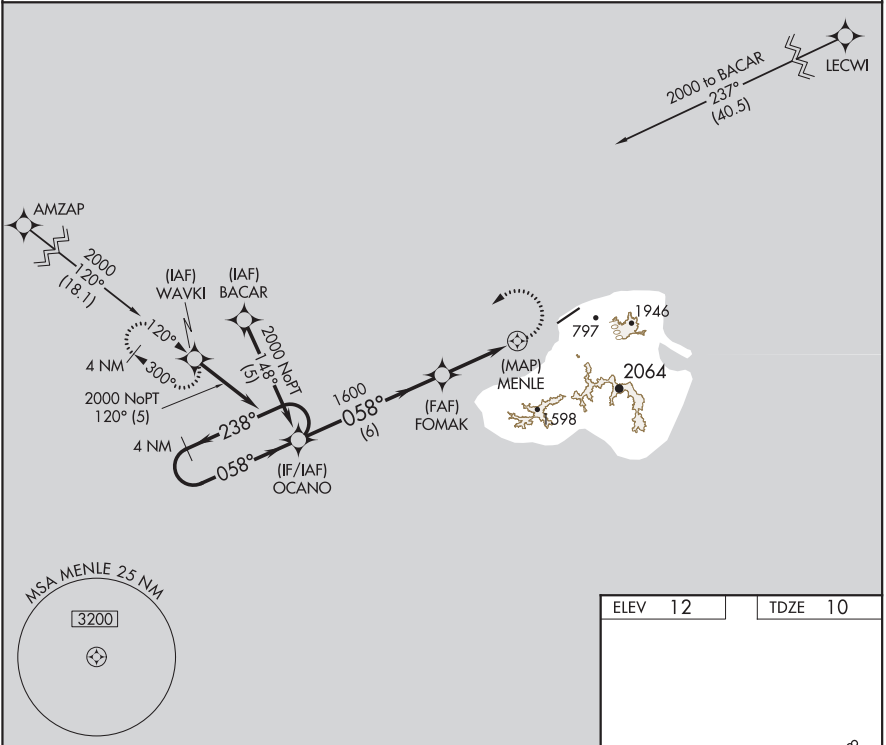 LECWI
2000 to BACAR
237°
(40.5)
AMZAP
2000
120°
(18.1)
(IAF)
WAVKI
(IAF)
BACAR
120°
4 NM
300°
2000 NoPT
148°
(5)
2000 NoPT
120° (5)
1600
058°
(6)
(MAP)
MENLE
797
1946
2064
1598
(FAF)
FOMAK
4 NM
238°
058°
(IF/IAF)
OCANO
MSA MENLE 25 NM
3200
ELEV 12
TDZE 10